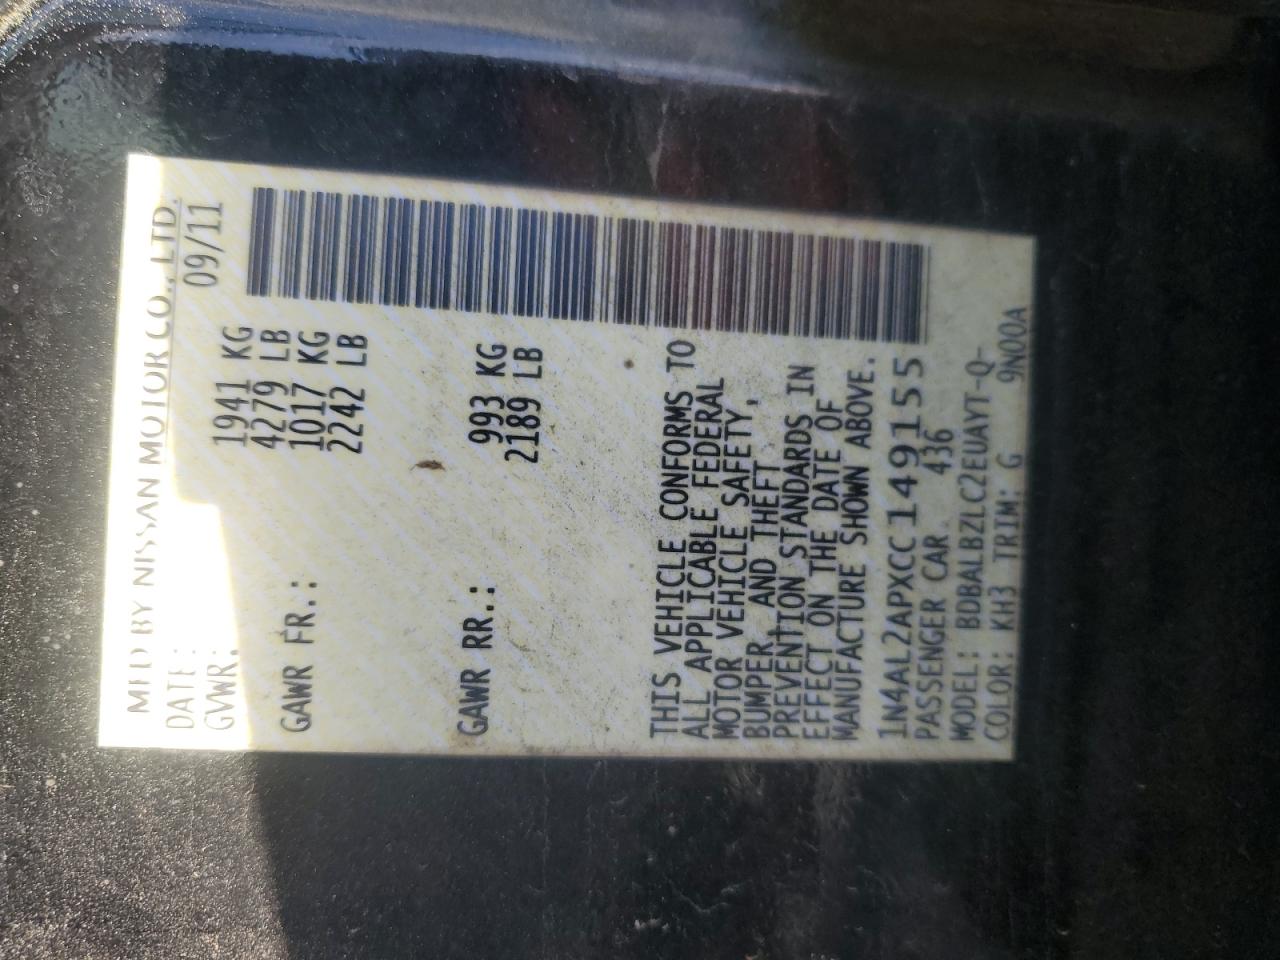 MFD BY NISSAN MOTOR CO., LTD.
DATE: 09/11
GVWR: 1941 KG
4279 LB
GAWR FR.: 1017 KG
2242 LB
GAWR RR.: 993 KG
2189 LB
THIS VEHICLE CONFORMS TO
ALL APPLICABLE FEDERAL
MOTOR VEHICLE SAFETY,
BUMPER, AND THEFT
PREVENTION STANDARDS IN
EFFECT ON THE DATE OF
MANUFACTURE SHOWN ABOVE.
1N4AL2APXCC149155
PASSENGER CAR 436
MODEL: BDBALBZLC2EUAYT-Q-
COLOR: KH3 TRIM: G 9N00A